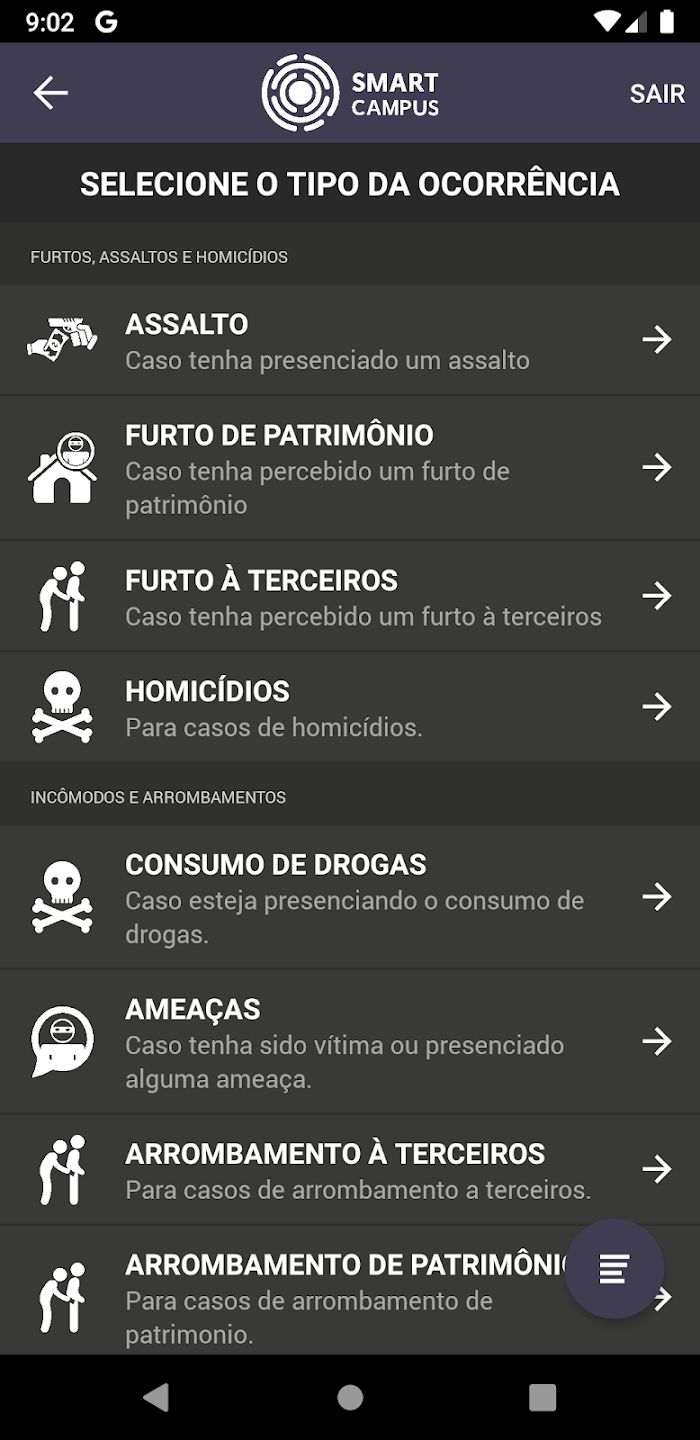 9:02 G
SMART
CAMPUS
SAIR
SELECIONE O TIPO DA OCORRÊNCIA
FURTOS, ASSALTOS E HOMICÍDIOS
ASSALTO
Caso tenha presenciado um assalto
FURTO DE PATRIMÔNIO
Caso tenha percebido um furto de
patrimônio
FURTO À TERCEIROS
Caso tenha percebido um furto à terceiros
HOMICÍDIOS
Para casos de homicídios.
INCÔMODOS E ARROMBAMENTOS
CONSUMO DE DROGAS
Caso esteja presenciando o consumo de
drogas.
AMEAÇAS
Caso tenha sido vítima ou presenciado
alguma ameaça.
ARROMBAMENTO À TERCEIROS
Para casos de arrombamento a terceiros.
ARROMBAMENTO DE PATRIMÔNI
Para casos de arrombamento de
patrimonio.